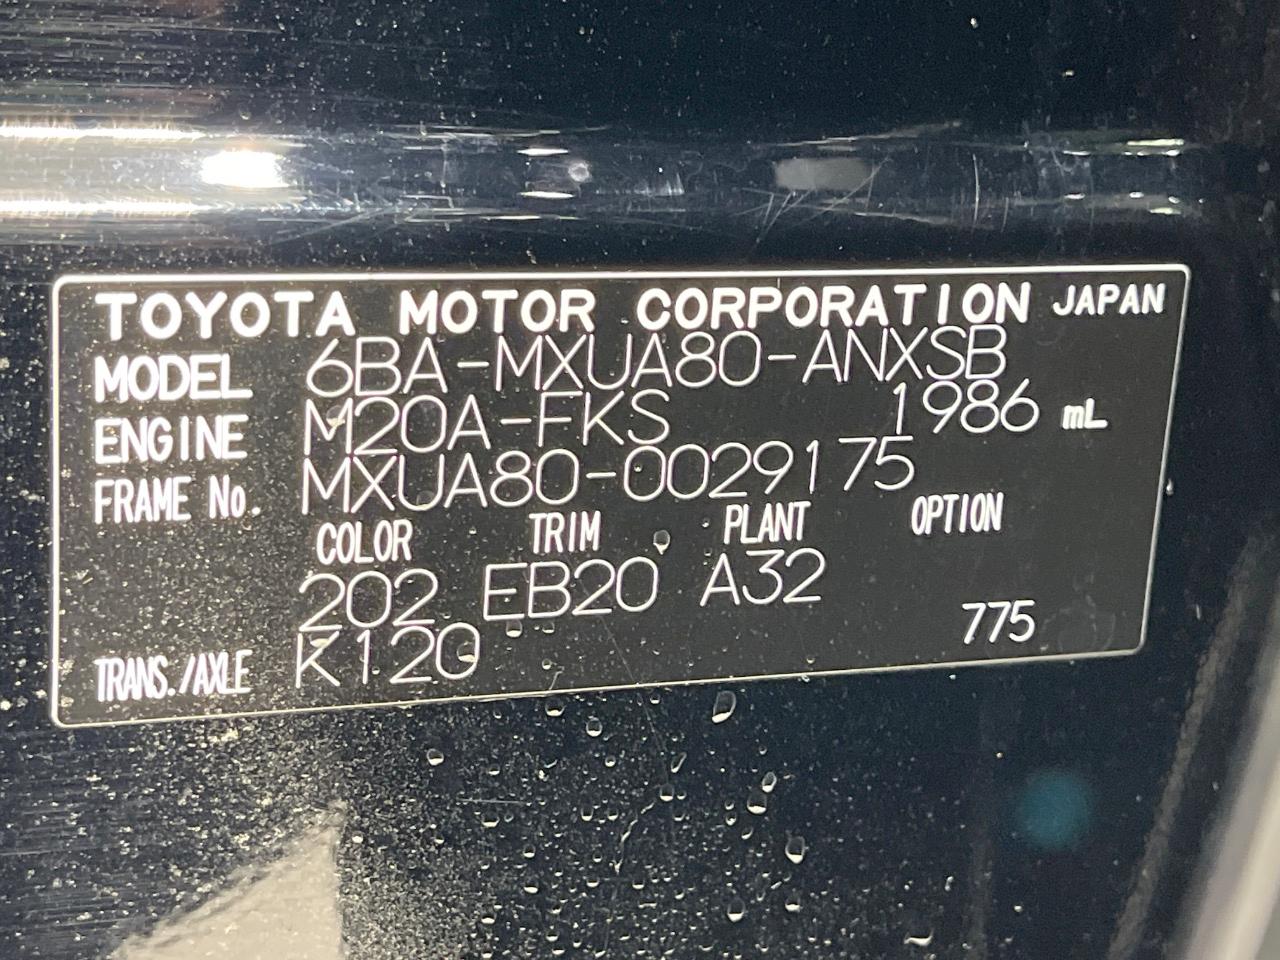 TOYOTA MOTOR CORPORATION JAPAN
MODEL 6BA-MXUA80-ANXSB
ENGINE M20A-FKS 1986 mL
FRAME No. MXUA80-0029175
COLOR TRIM PLANT OPTION
202 EB20 A32
TRANS./AXLE K120 775